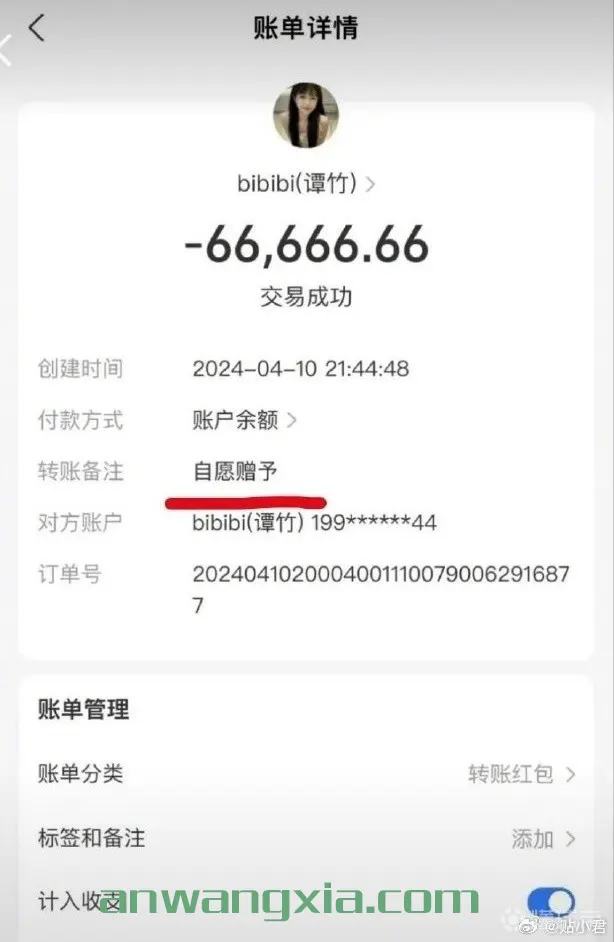 账单详情
bibibi(谭竹)
-66,666.66
交易成功
创建时间 2024-04-10 21:44:48
付款方式 账户余额
转账备注 自愿赠予
对方账户 bibibi(谭竹) 199******44
订单号 2024041020004001110079006291687
7
账单管理
账单分类 转账红包
标签和备注 添加
计入收支
anwangxia.com
@贴小君